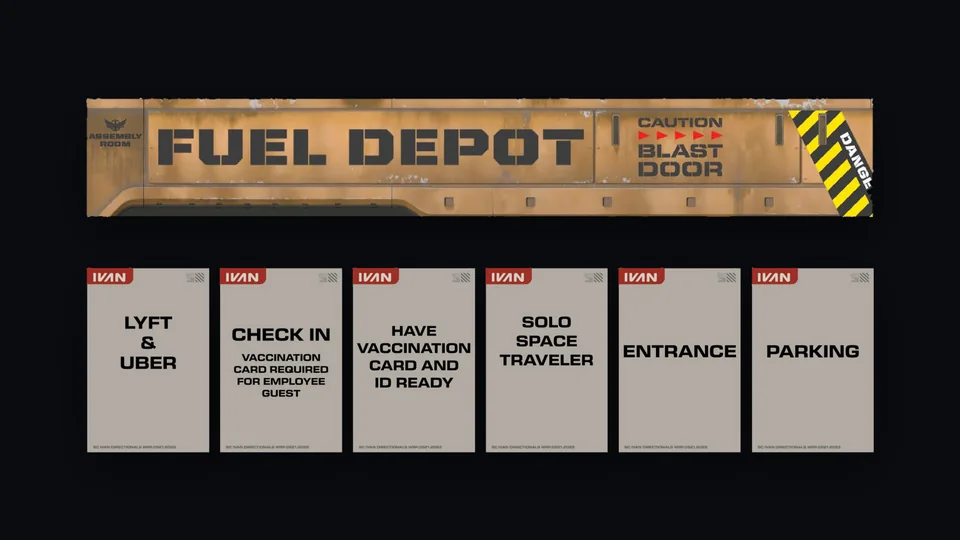 ASSEMBLY
ROOM
FUEL DEPOT
CAUTION
BLAST
DOOR
DANGE
IVAN
LYFT
&
UBER
IVAN
CHECK IN
VACCINATION
CARD REQUIRED
FOR EMPLOYEE
GUEST
IVAN
HAVE
VACCINATION
CARD AND
ID READY
IVAN
SOLO
SPACE
TRAVELER
IVAN
ENTRANCE
IVAN
PARKING